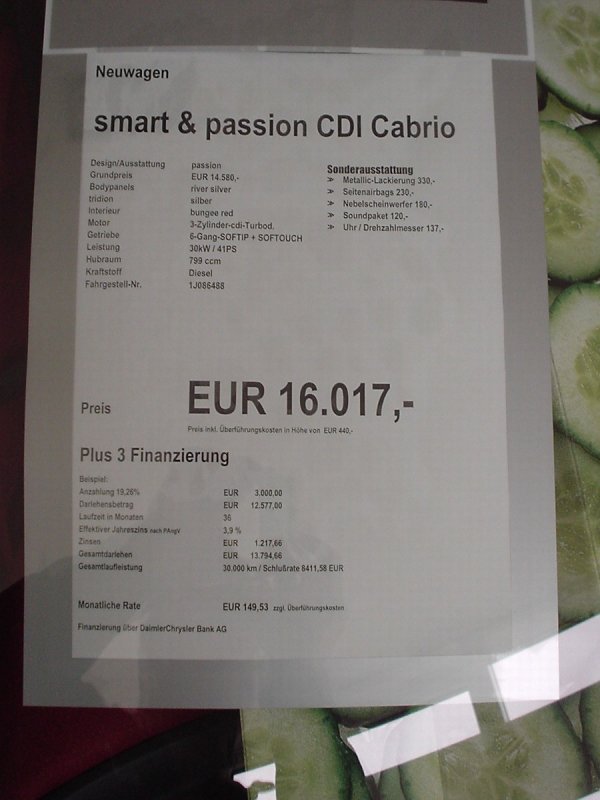 Neuwagen
smart & passion CDI Cabrio
Design/Ausstattung passion
Grundpreis EUR 14.580,-
Bodypanels river silver
tridion silber
Interieur bungee red
Motor 3-Zylinder-cdi-Turbod.
Getriebe 6-Gang-SOFTIP + SOFTOUCH
Leistung 30kW / 41PS
Hubraum 799 ccm
Kraftstoff Diesel
Fahrgestell-Nr. 1J086488
Sonderausstattung
≫ Metallic-Lackierung 330,-
≫ Seitenairbags 230,-
≫ Nebelscheinwerfer 180,-
≫ Soundpaket 120,-
≫ Uhr / Drehzahlmesser 137,-
Preis EUR 16.017,-
Preis inkl. Überführungskosten in Höhe von EUR 440,-
Plus 3 Finanzierung
Beispiel:
Anzahlung 19,26% EUR 3.000,00
Darlehensbetrag EUR 12.577,00
Laufzeit in Monaten 36
Effektiver Jahreszins nach PAngV 3,9 %
Zinsen EUR 1.217,66
Gesamtdarlehen EUR 13.794,66
Gesamtlaufleistung 30.000 km / Schlußrate 8411,58 EUR
Monatliche Rate EUR 149,53 zzgl. Überführungskosten
Finanzierung über DaimlerChrysler Bank AG